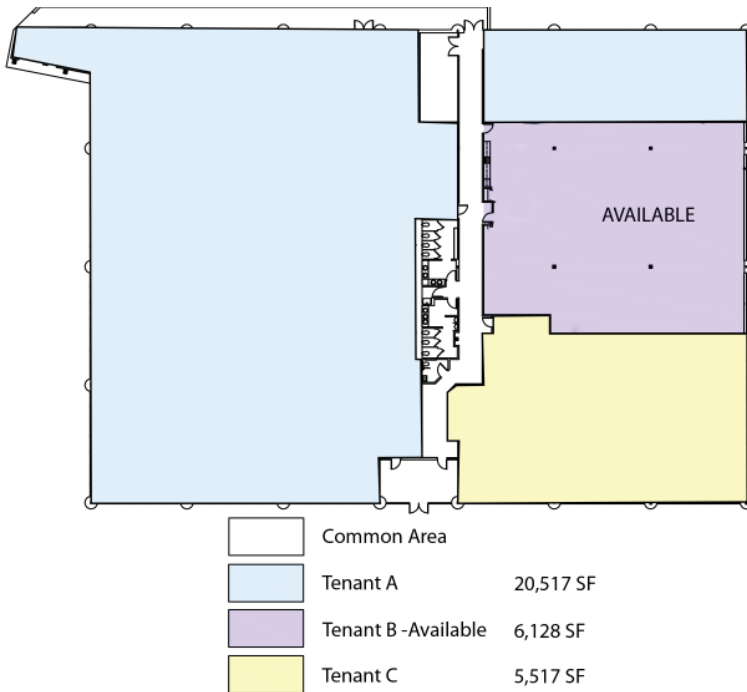 AVAILABLE
Common Area
Tenant A 20,517 SF
Tenant B -Available 6,128 SF
Tenant C 5,517 SF